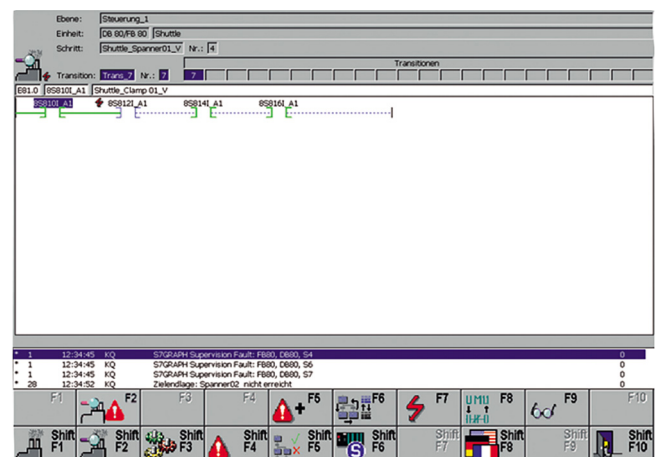 Ebene: Steuerung_1
Einheit: DB 80/FB 80 Shuttle
Schritt: Shuttle_Spanner01_V Nr.: 4
Transitionen
Transition: Trans_7 Nr.: 7 7
E81.0 8S810I_A1 Shuttle_Clamp 01_V
8S810I_A1 8S812I_A1 8S814I_A1 8S816I_A1
* 1 12:34:45 KQ S7GRAPH Supervision Fault: FB80, DB80, S4 0
* 1 12:34:45 KQ S7GRAPH Supervision Fault: FB80, DB80, S6 0
* 1 12:34:45 KQ S7GRAPH Supervision Fault: FB80, DB80, S7 0
* 28 12:34:52 KQ Zielendlage: Spanner02 nicht erreicht 0
F1 F2 F3 F4 F5 F6 F7 F8 F9 F10
Shift Shift Shift Shift Shift Shift Shift Shift Shift Shift
F1 F2 F3 F4 F5 F6 F7 F8 F9 F10